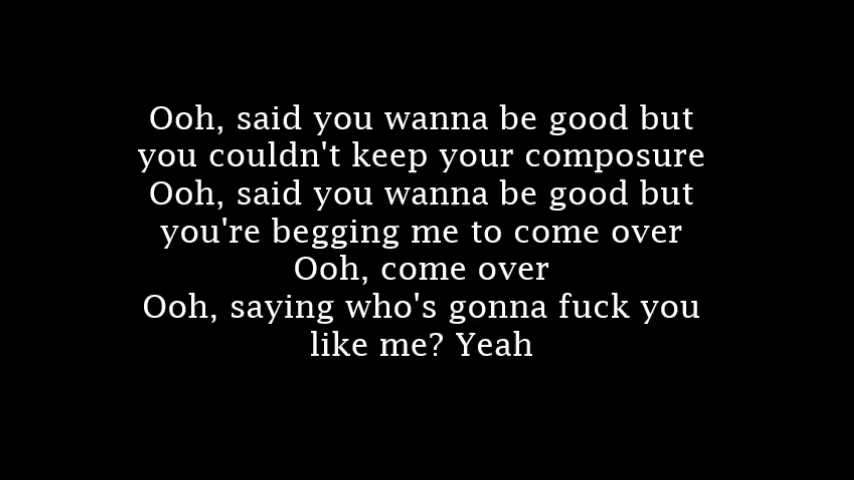 Ooh, said you wanna be good but
you couldn't keep your composure
Ooh, said you wanna be good but
you're begging me to come over
Ooh, come over
Ooh, saying who's gonna fuck you
like me? Yeah